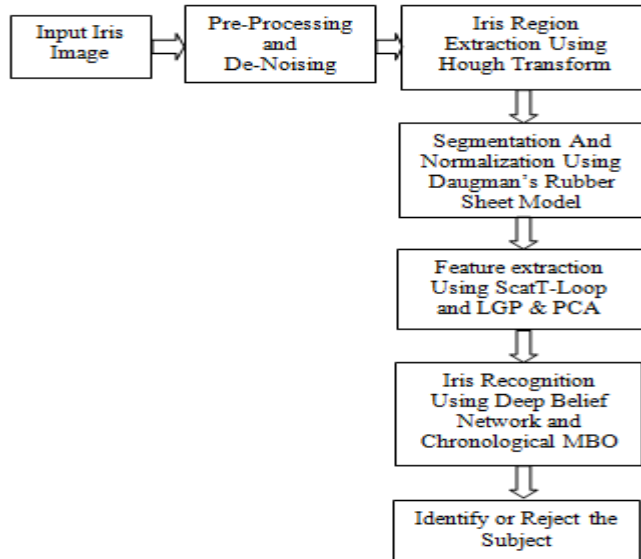 Input Iris
Image
Pre-Processing
and
De-Noising
Iris Region
Extraction Using
Hough Transform
Segmentation And
Normalization Using
Daugman's Rubber
Sheet Model
Feature extraction
Using ScatT-Loop
and LGP & PCA
Iris Recognition
Using Deep Belief
Network and
Chronological MBO
Identify or Reject the
Subject